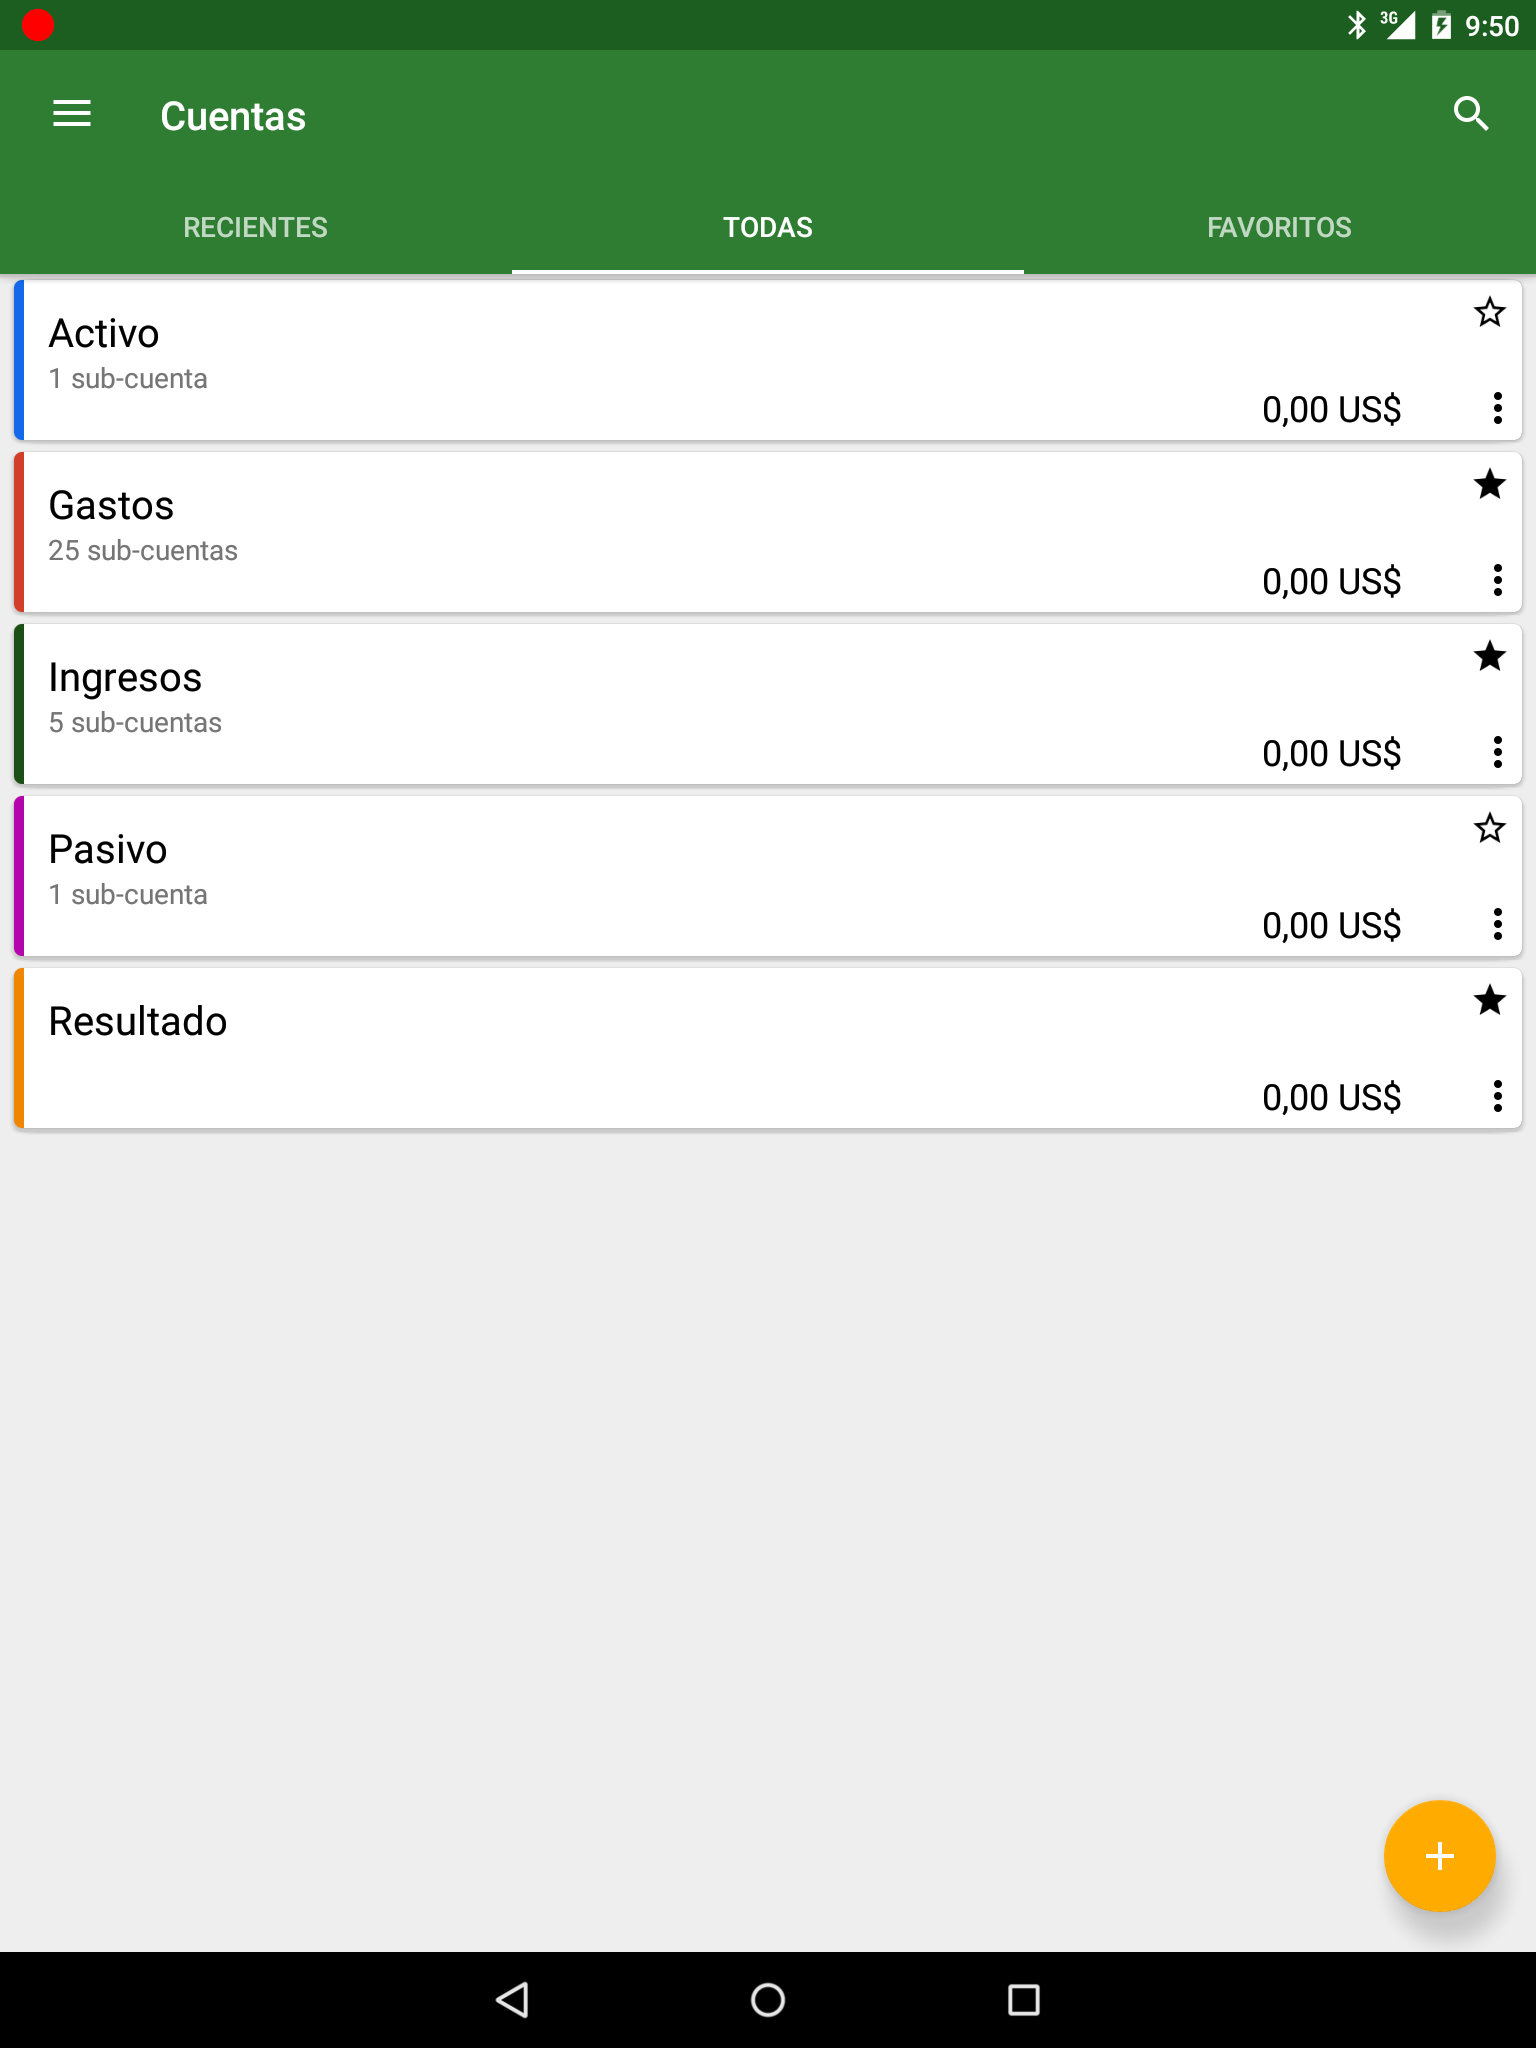 3G 9:50
Cuentas
RECIENTES TODAS FAVORITOS
Activo
1 sub-cuenta
0,00 US$
Gastos
25 sub-cuentas
0,00 US$
Ingresos
5 sub-cuentas
0,00 US$
Pasivo
1 sub-cuenta
0,00 US$
Resultado
0,00 US$